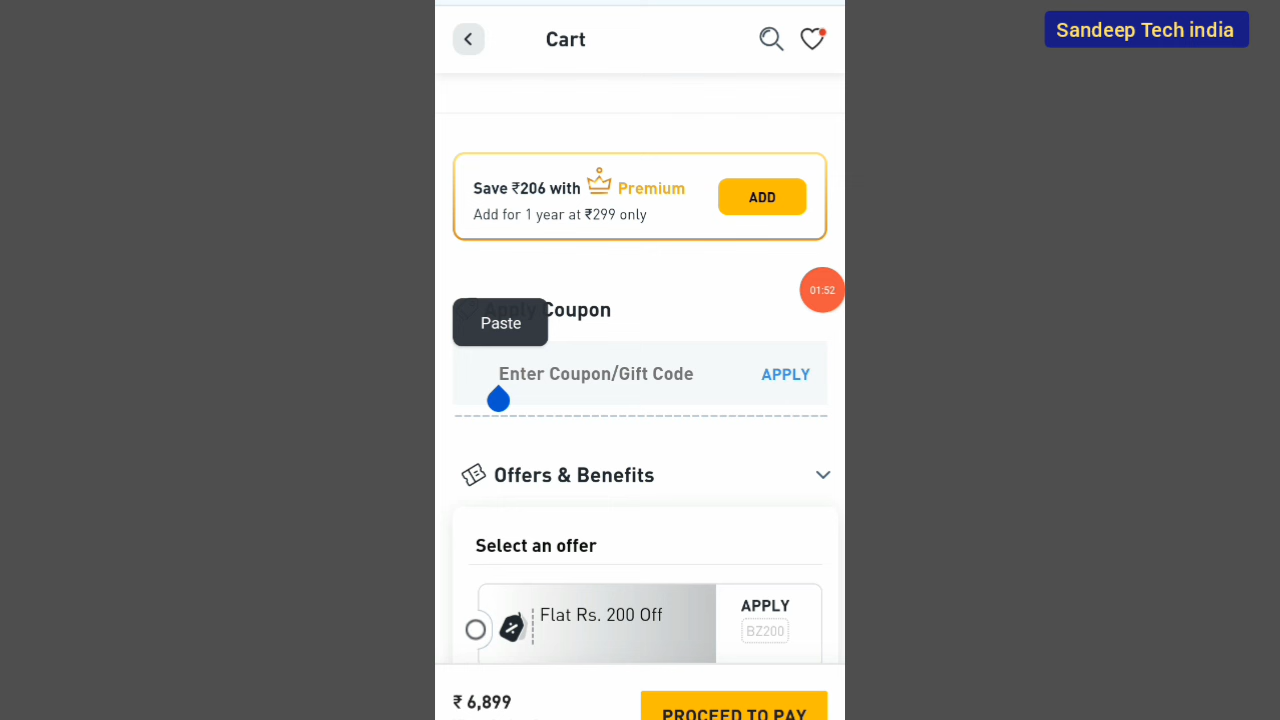 Sandeep Tech india
Cart
Save ₹206 with Premium
Add for 1 year at ₹299 only
ADD
01:52
Apply Coupon
Paste
Enter Coupon/Gift Code
APPLY
Offers & Benefits
Select an offer
Flat Rs. 200 Off
APPLY
BZ200
₹ 6,899
PROCEED TO PAY